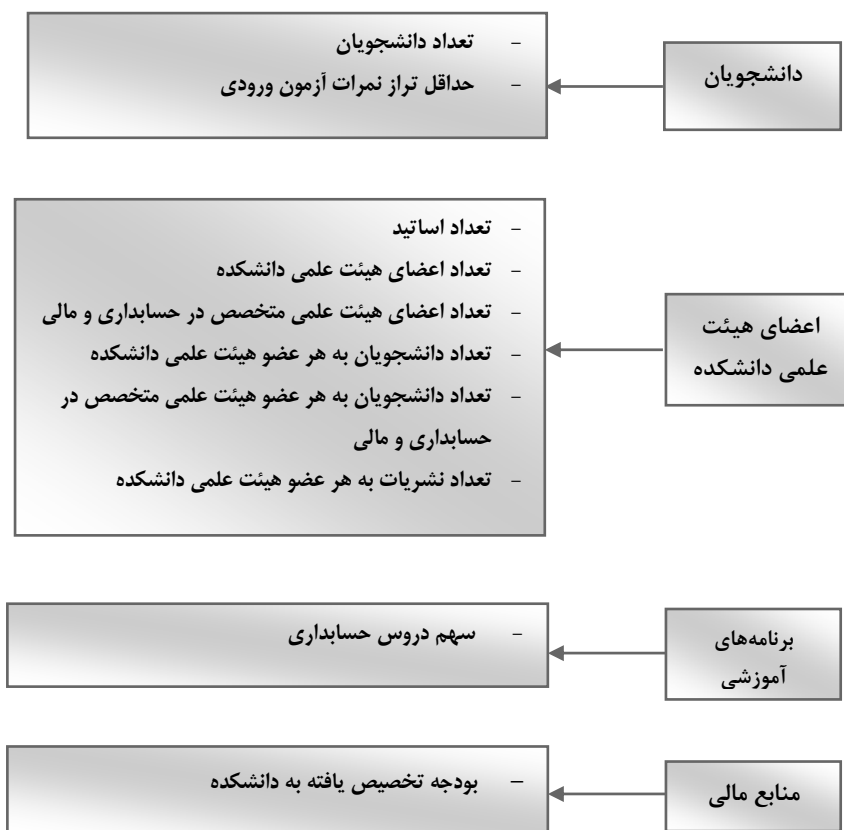 دانشجویان
- تعداد دانشجویان
- حداقل تراز نمرات آزمون ورودی
اعضای هیئت
علمی دانشکده
- تعداد اساتید
- تعداد اعضای هیئت علمی دانشکده
- تعداد اعضای هیئت علمی متخصص در حسابداری و مالی
- تعداد دانشجویان به هر عضو هیئت علمی دانشکده
- تعداد دانشجویان به هر عضو هیئت علمی متخصص در
حسابداری و مالی
- تعداد نشریات به هر عضو هیئت علمی دانشکده
برنامه‌های
آموزشی
- سهم دروس حسابداری
منابع مالی
- بودجه تخصیص یافته به دانشکده